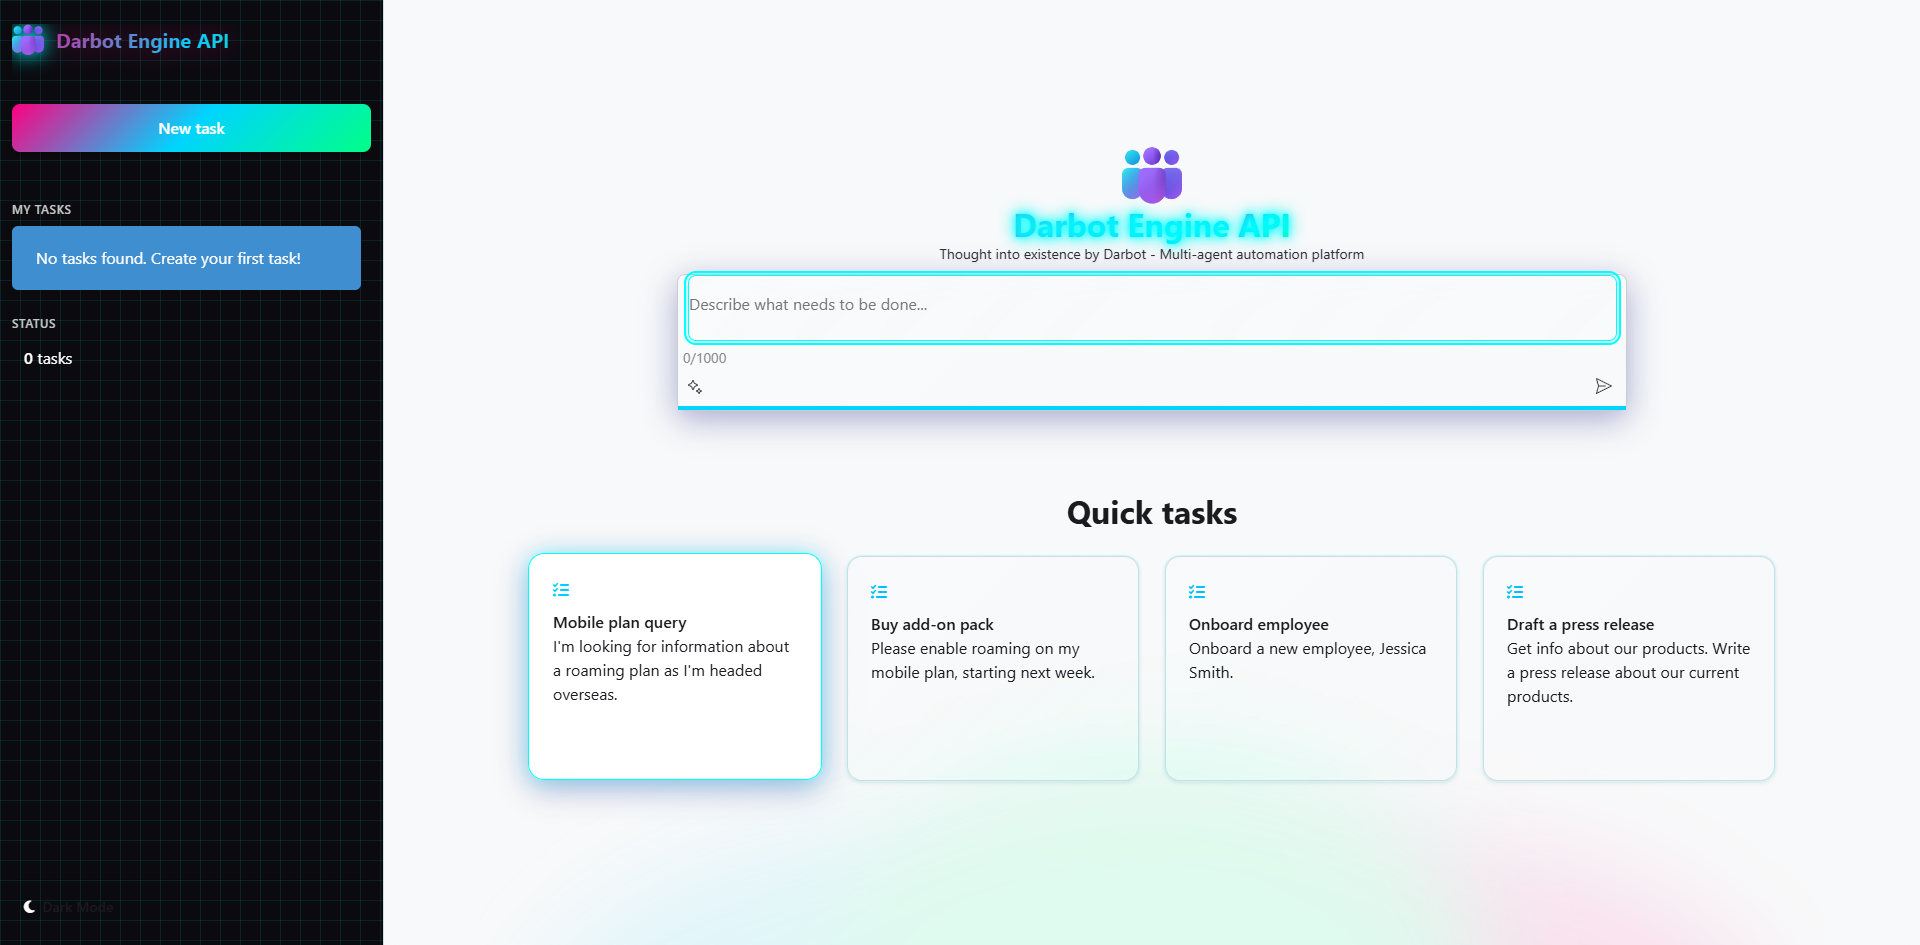 Darbot Engine API
New task
MY TASKS
No tasks found. Create your first task!
STATUS
0 tasks
Dark Mode
Darbot Engine API
Thought into existence by Darbot - Multi-agent automation platform
Describe what needs to be done...
0/1000
Quick tasks
Mobile plan query
I'm looking for information about
a roaming plan as I'm headed
overseas.
Buy add-on pack
Please enable roaming on my
mobile plan, starting next week.
Onboard employee
Onboard a new employee, Jessica
Smith.
Draft a press release
Get info about our products. Write
a press release about our current
products.